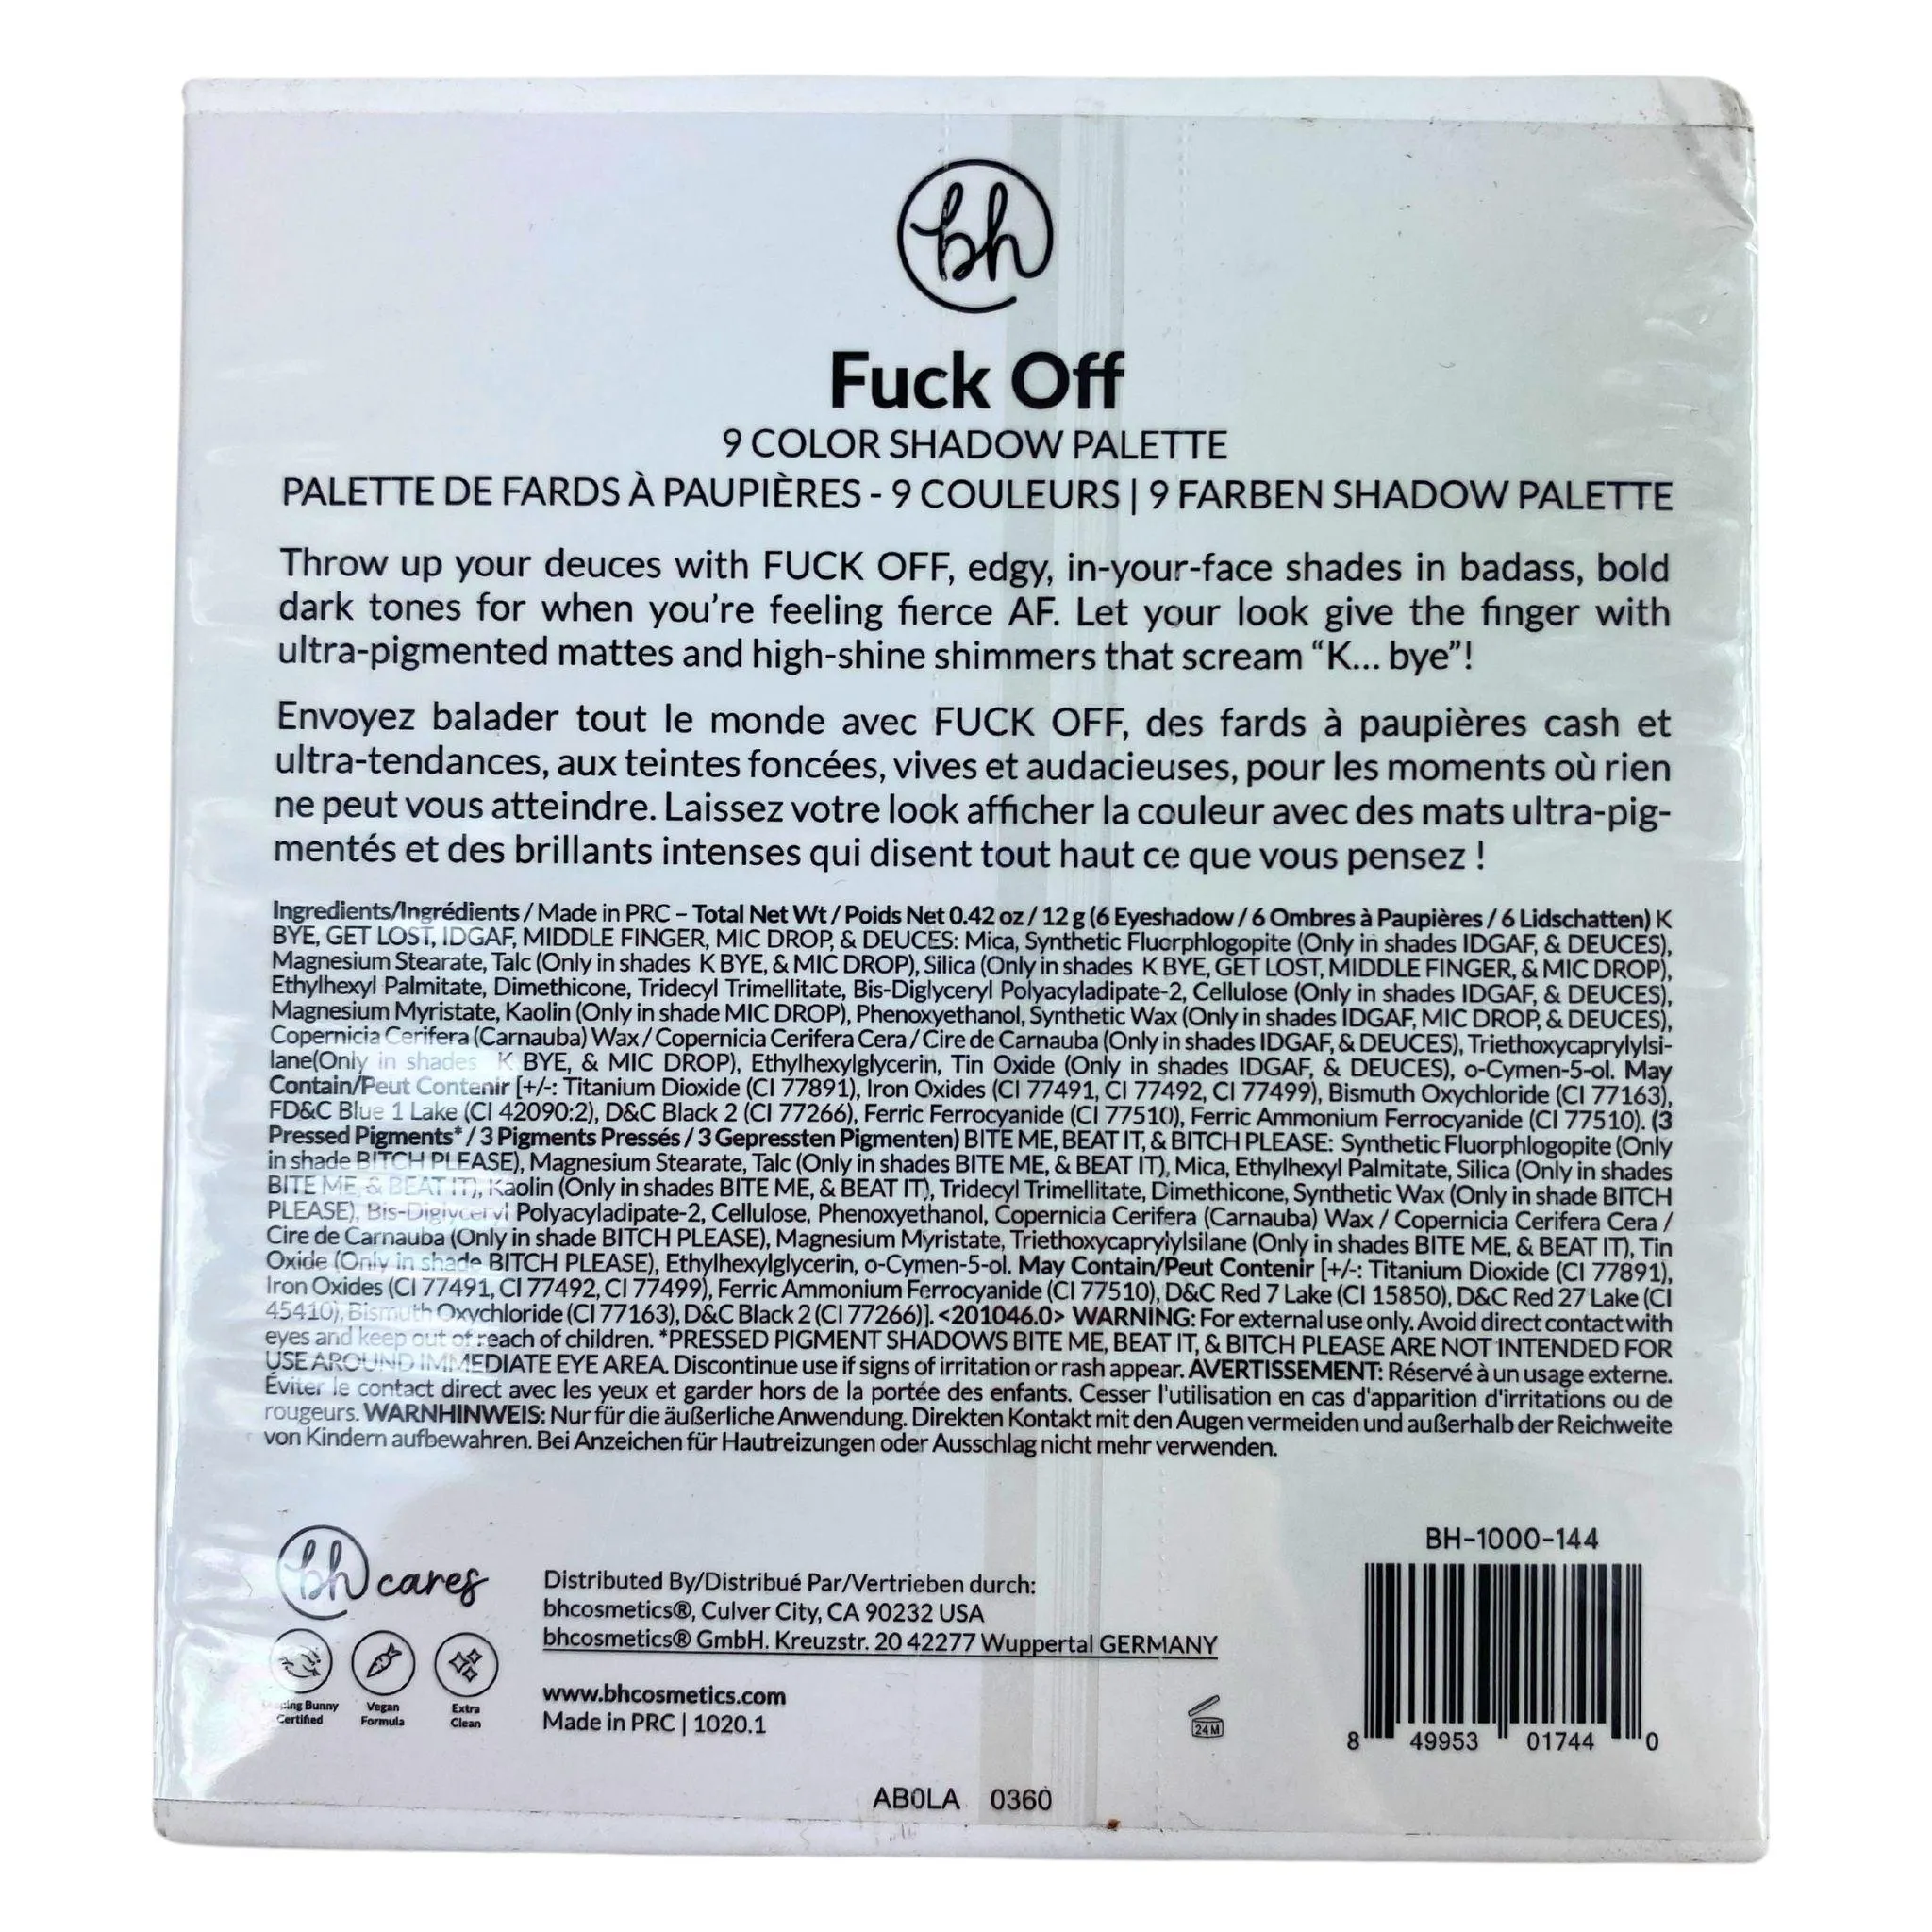 bh
Fuck Off
9 COLOR SHADOW PALETTE
PALETTE DE FARDS À PAUPIÈRES - 9 COULEURS | 9 FARBEN SHADOW PALETTE
Throw up your deuces with FUCK OFF, edgy, in-your-face shades in badass, bold
dark tones for when you're feeling fierce AF. Let your look give the finger with
ultra-pigmented mattes and high-shine shimmers that scream “K... bye”!
Envoyez balader tout le monde avec FUCK OFF, des fards à paupières cash et
ultra-tendances, aux teintes foncées, vives et audacieuses, pour les moments où rien
ne peut vous atteindre. Laissez votre look afficher la couleur avec des mats ultra-pig-
mentés et des brillants intenses qui disent tout haut ce que vous pensez !
Ingredients/Ingrédients / Made in PRC – Total Net Wt / Poids Net 0.42 oz / 12 g (6 Eyeshadow / 6 Ombres à Paupières / 6 Lidschatten) K
BYE, GET LOST, IDGAF, MIDDLE FINGER, MIC DROP, & DEUCES: Mica, Synthetic Fluorphlogopite (Only in shades IDGAF, & DEUCES),
Magnesium Stearate, Talc (Only in shades K BYE, & MIC DROP), Silica (Only in shades K BYE, GET LOST, MIDDLE FINGER, & MIC DROP),
Ethylhexyl Palmitate, Dimethicone, Tridecyl Trimellitate, Bis-Diglyceryl Polyacyladipate-2, Cellulose (Only in shades IDGAF, & DEUCES),
Magnesium Myristate, Kaolin (Only in shade MIC DROP), Phenoxyethanol, Synthetic Wax (Only in shades IDGAF, MIC DROP, & DEUCES),
Copernicia Cerifera (Carnauba) Wax / Copernicia Cerifera Cera / Cire de Carnauba (Only in shades IDGAF, & DEUCES), Triethoxycaprylylsi-
lane(Only in shades K BYE, & MIC DROP), Ethylhexylglycerin, Tin Oxide (Only in shades IDGAF, & DEUCES), o-Cymen-5-ol. May
Contain/Peut Contenir [+/-: Titanium Dioxide (CI 77891), Iron Oxides (CI 77491, CI 77492, CI 77499), Bismuth Oxychloride (CI 77163),
FD&C Blue 1 Lake (CI 42090:2), D&C Black 2 (CI 77266), Ferric Ferrocyanide (CI 77510), Ferric Ammonium Ferrocyanide (CI 77510). (3
Pressed Pigments* / 3 Pigments Pressés / 3 Gepressten Pigmenten) BITE ME, BEAT IT, & BITCH PLEASE: Synthetic Fluorphlogopite (Only
in shade BITCH PLEASE), Magnesium Stearate, Talc (Only in shades BITE ME, & BEAT IT), Mica, Ethylhexyl Palmitate, Silica (Only in shades
BITE ME, & BEAT IT), Kaolin (Only in shades BITE ME, & BEAT IT), Tridecyl Trimellitate, Dimethicone, Synthetic Wax (Only in shade BITCH
PLEASE), Bis-Diglyceryl Polyacyladipate-2, Cellulose, Phenoxyethanol, Copernicia Cerifera (Carnauba) Wax / Copernicia Cerifera Cera /
Cire de Carnauba (Only in shade BITCH PLEASE), Magnesium Myristate, Triethoxycaprylylsilane (Only in shades BITE ME, & BEAT IT), Tin
Oxide (Only in shade BITCH PLEASE), Ethylhexylglycerin, o-Cymen-5-ol. May Contain/Peut Contenir [+/-: Titanium Dioxide (CI 77891),
Iron Oxides (CI 77491, CI 77492, CI 77499), Ferric Ammonium Ferrocyanide (CI 77510), D&C Red 7 Lake (CI 15850), D&C Red 27 Lake (CI
45410), Bismuth Oxychloride (CI 77163), D&C Black 2 (CI 77266)]. <201046.0> WARNING: For external use only. Avoid direct contact with
eyes and keep out of reach of children. *PRESSED PIGMENT SHADOWS BITE ME, BEAT IT, & BITCH PLEASE ARE NOT INTENDED FOR
USE AROUND IMMEDIATE EYE AREA. Discontinue use if signs of irritation or rash appear. AVERTISSEMENT: Réservé à un usage externe.
Éviter le contact direct avec les yeux et garder hors de la portée des enfants. Cesser l'utilisation en cas d'apparition d'irritations ou de
rougeurs. WARNHINWEIS: Nur für die äußerliche Anwendung. Direkten Kontakt mit den Augen vermeiden und außerhalb der Reichweite
von Kindern aufbewahren. Bei Anzeichen für Hautreizungen oder Ausschlag nicht mehr verwenden.
bh cares
Bunny
Certified
Vegan
Formula
Extra
Clean
Distributed By/Distribué Par/Vertrieben durch:
bhcosmetics®, Culver City, CA 90232 USA
bhcosmetics® GmbH. Kreuzstr. 20 42277 Wuppertal GERMANY
www.bhcosmetics.com
Made in PRC | 1020.1
24M
BH-1000-144
8 49953 01744 0
AB0LA 0360